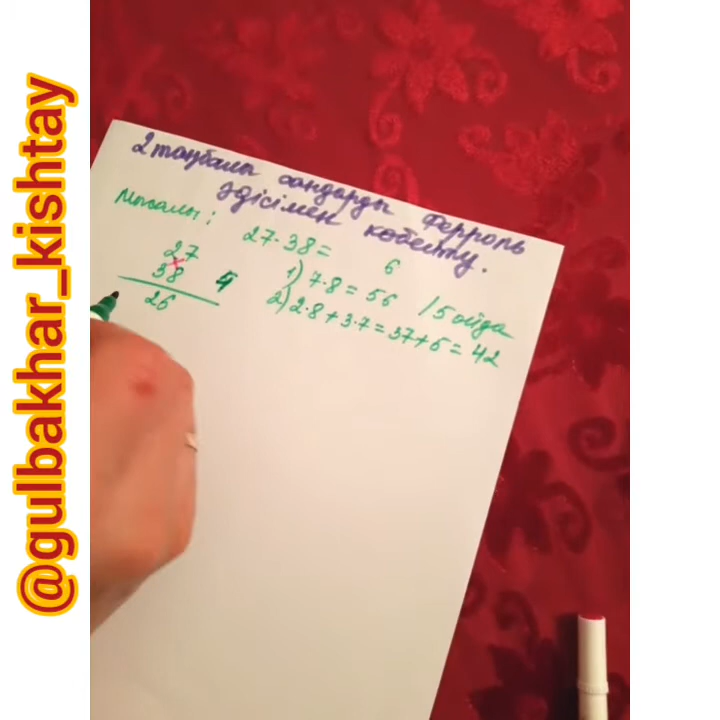 @gulbakhar_kishtay
2 таңбалы сандарды Ферроль
әдісімен көбейту.
Мысалы: 27·38= 6
27
38 4
26
1) 7·8=56 /5 ойда
2) 2·8+3·7=37+5=42